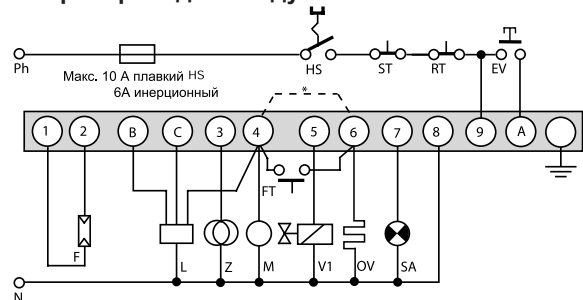 Ph
Макс. 10 А плавкий HS
6А инерционный
HS
ST
RT
EV
*
1 2 B C 3 4 5 6 7 8 9 A
FT
F
L
Z
M
V1
OV
SA
N